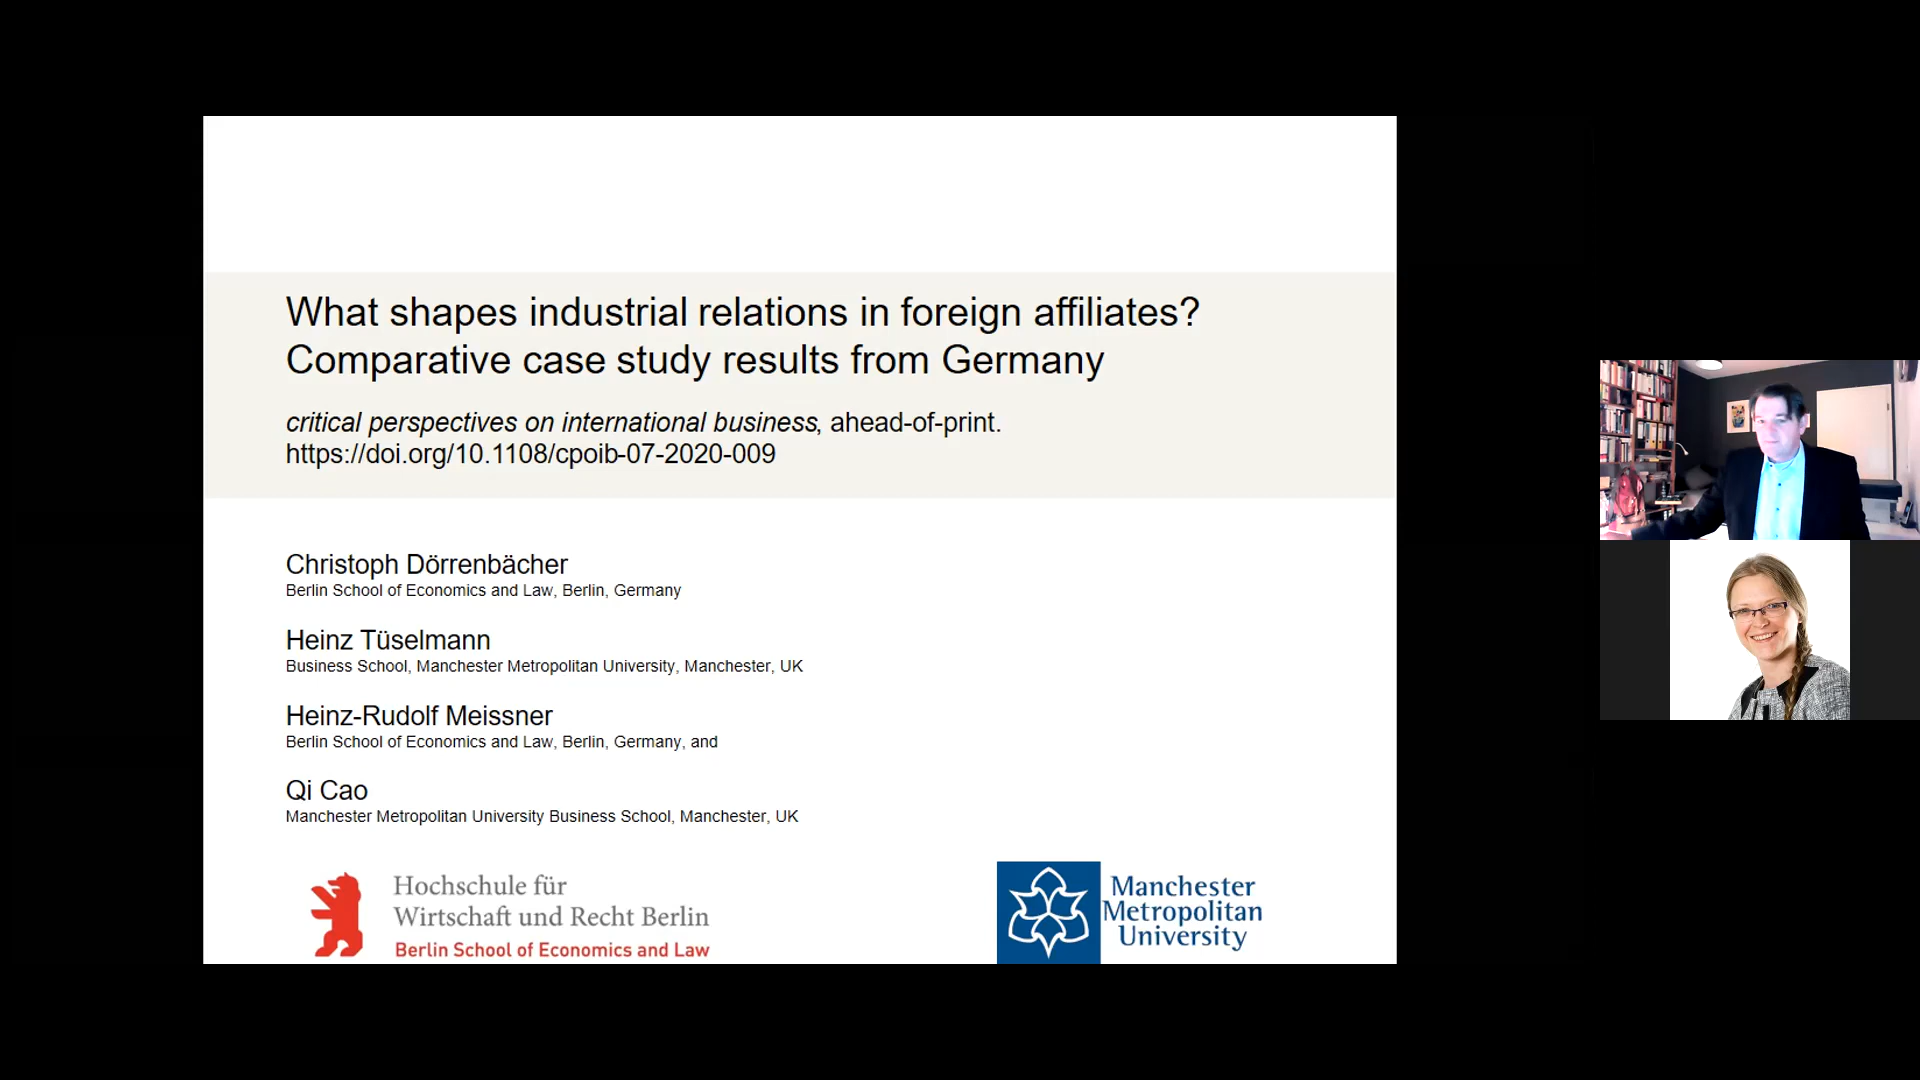 What shapes industrial relations in foreign affiliates?
Comparative case study results from Germany
critical perspectives on international business, ahead-of-print.
https://doi.org/10.1108/cpoib-07-2020-009
Christoph Dörrenbächer
Berlin School of Economics and Law, Berlin, Germany
Heinz Tüselmann
Business School, Manchester Metropolitan University, Manchester, UK
Heinz-Rudolf Meissner
Berlin School of Economics and Law, Berlin, Germany, and
Qi Cao
Manchester Metropolitan University Business School, Manchester, UK
Hochschule für
Wirtschaft und Recht Berlin
Berlin School of Economics and Law
Manchester
Metropolitan
University